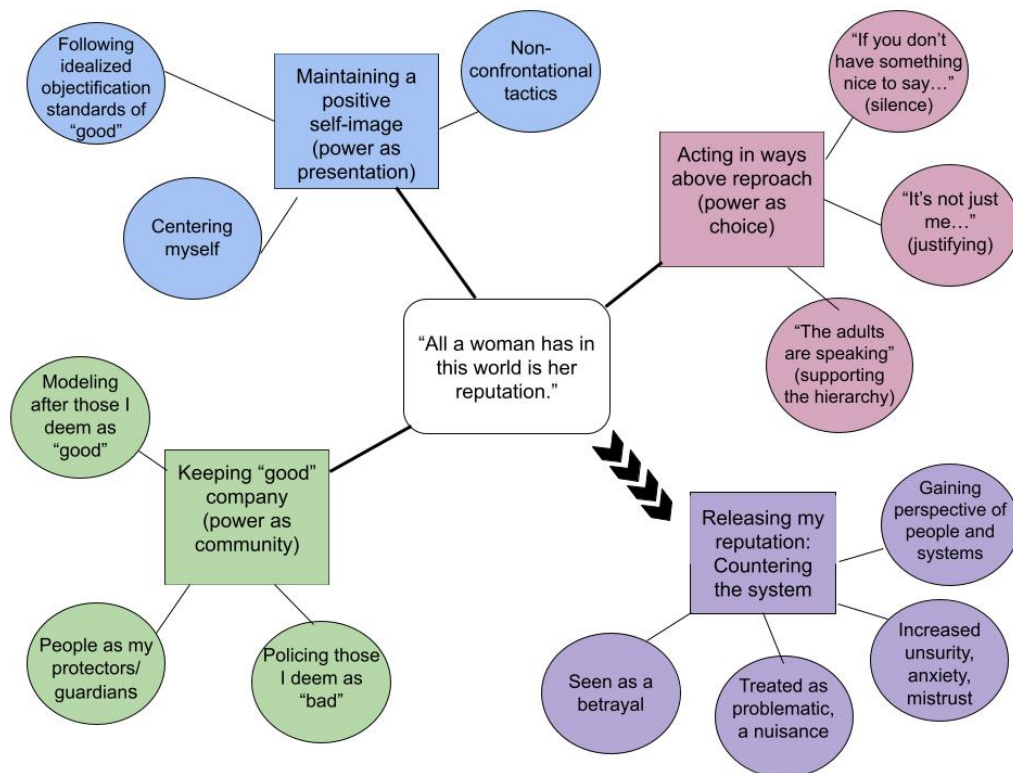 Following
idealized
objectification
standards of
“good”
Maintaining a
positive
self-image
(power as
presentation)
Non-
confrontational
tactics
Centering
myself
“If you don’t
have something
nice to say…”
(silence)
Acting in ways
above reproach
(power as
choice)
“It’s not just
me…”
(justifying)
“The adults
are speaking”
(supporting
the hierarchy)
“All a woman has in
this world is her
reputation.”
Modeling
after those I
deem as
“good”
Keeping “good”
company
(power as
community)
People as my
protectors/
guardians
Policing those
I deem as
“bad”
Releasing my
reputation:
Countering
the system
Gaining
perspective of
people and
systems
Increased
unsurity,
anxiety,
mistrust
Seen as a
betrayal
Treated as
problematic,
a nuisance